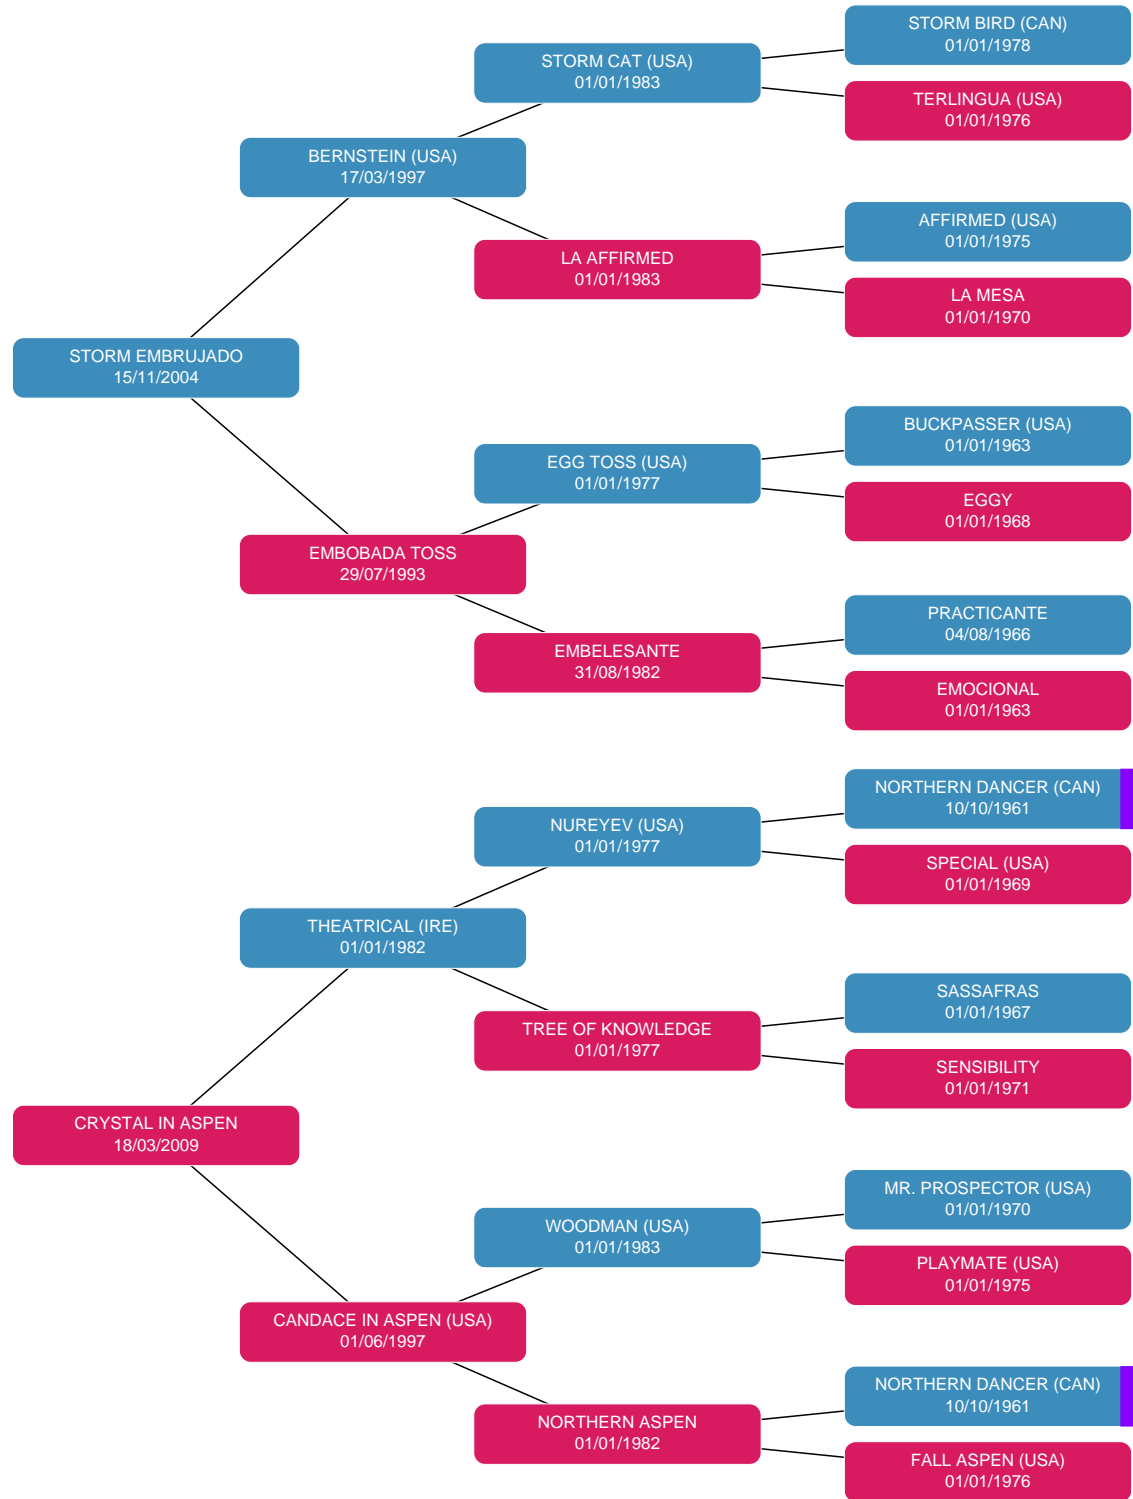 STORM BIRD (CAN)
01/01/1978
STORM CAT (USA)
01/01/1983
TERLINGUA (USA)
01/01/1976
BERNSTEIN (USA)
17/03/1997
AFFIRMED (USA)
01/01/1975
LA AFFIRMED
01/01/1983
LA MESA
01/01/1970
STORM EMBRUJADO
15/11/2004
BUCKPASSER (USA)
01/01/1963
EGG TOSS (USA)
01/01/1977
EGGY
01/01/1968
EMBOBADA TOSS
29/07/1993
PRACTICANTE
04/08/1966
EMBELESANTE
31/08/1982
EMOCIONAL
01/01/1963
NORTHERN DANCER (CAN)
10/10/1961
NUREYEV (USA)
01/01/1977
SPECIAL (USA)
01/01/1969
THEATRICAL (IRE)
01/01/1982
SASSAFRAS
01/01/1967
TREE OF KNOWLEDGE
01/01/1977
SENSIBILITY
01/01/1971
CRYSTAL IN ASPEN
18/03/2009
MR. PROSPECTOR (USA)
01/01/1970
WOODMAN (USA)
01/01/1983
PLAYMATE (USA)
01/01/1975
CANDACE IN ASPEN (USA)
01/06/1997
NORTHERN DANCER (CAN)
10/10/1961
NORTHERN ASPEN
01/01/1982
FALL ASPEN (USA)
01/01/1976